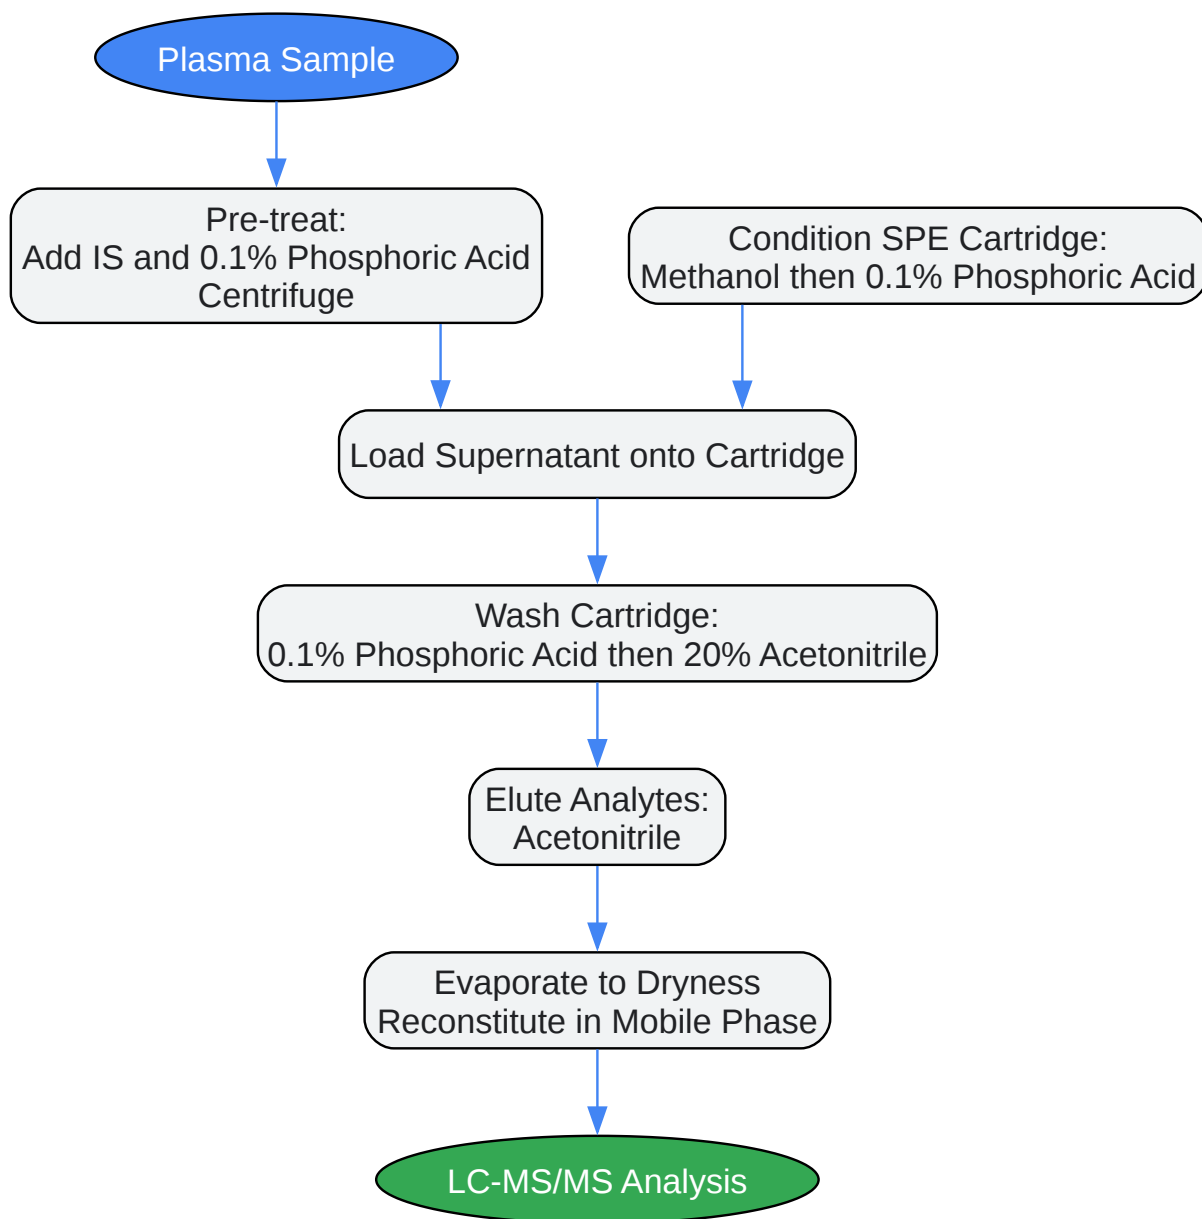 Plasma Sample
Pre-treat:
Add IS and 0.1% Phosphoric Acid
Centrifuge
Condition SPE Cartridge:
Methanol then 0.1% Phosphoric Acid
Load Supernatant onto Cartridge
Wash Cartridge:
0.1% Phosphoric Acid then 20% Acetonitrile
Elute Analytes:
Acetonitrile
Evaporate to Dryness
Reconstitute in Mobile Phase
LC-MS/MS Analysis